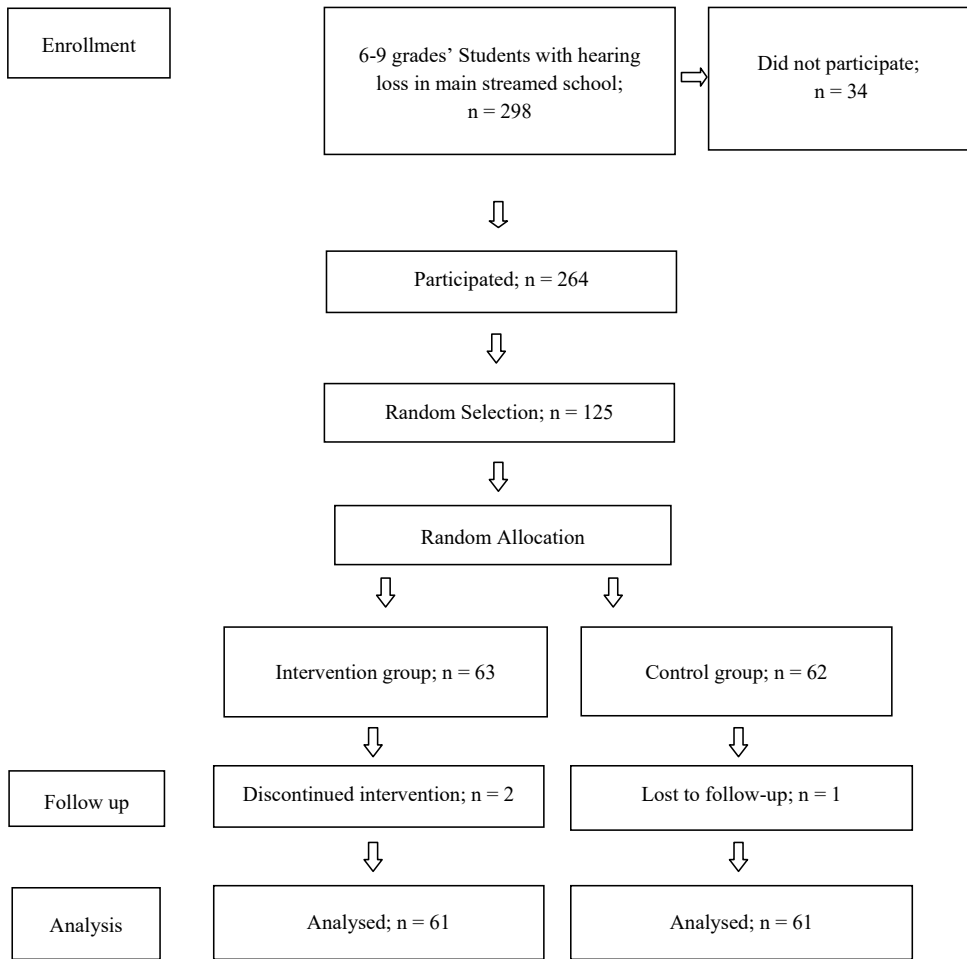 Enrollment
6-9 grades’ Students with hearing
loss in main streamed school;
n = 298
Did not participate;
n = 34
Participated; n = 264
Random Selection; n = 125
Random Allocation
Intervention group; n = 63
Control group; n = 62
Follow up
Discontinued intervention; n = 2
Lost to follow-up; n = 1
Analysis
Analysed; n = 61
Analysed; n = 61